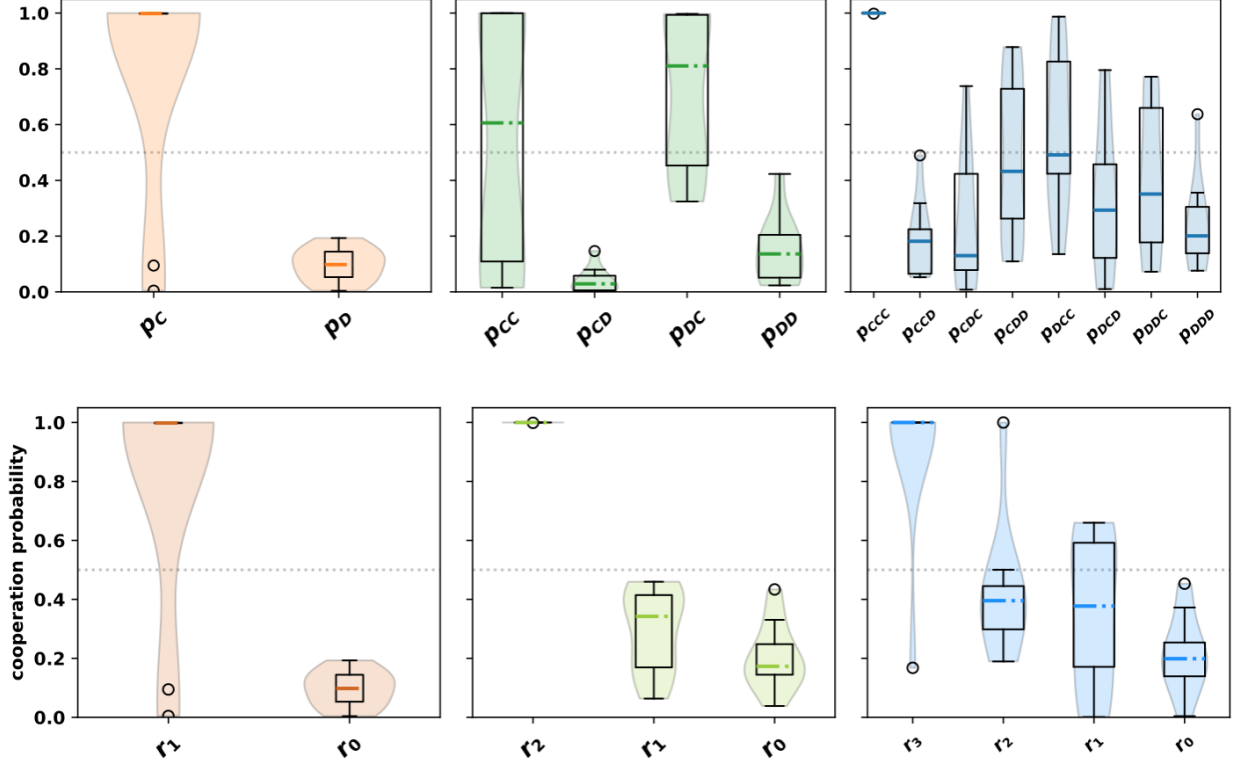 1.0
0.8
0.6
0.4
0.2
0.0
pC
pD
pCC
pCD
pDC
pDD
pCCC
pCCD
pCDC
pCDD
pDCC
pDCD
pDDC
pDDD
cooperation probability
1.0
0.8
0.6
0.4
0.2
0.0
r1
r0
r2
r1
r0
r3
r2
r1
r0